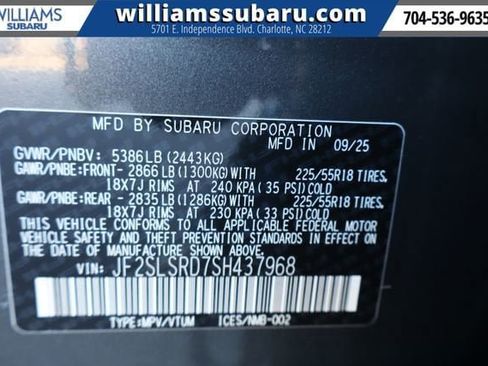 WILLIAMS
SUBARU
williamssubaru.com
5701 E. Independence Blvd. Charlotte, NC 28212
704-536-9635
MFD BY SUBARU CORPORATION
MFD IN 09/25
GVWR/PNBV: 5386LB (2443KG)
GAWR/PNBE:FRONT- 2866LB (1300KG)WITH 225/55R18 TIRES,
18X7J RIMS AT 240 KPA (35 PSI)COLD
GAWR/PNBE:REAR - 2835LB (1286KG)WITH 225/55R18 TIRES,
18X7J RIMS AT 230 KPA (33 PSI)COLD
THIS VEHICLE CONFORMS TO ALL APPLICABLE FEDERAL MOTOR
VEHICLE SAFETY AND THEFT PREVENTION STANDARDS IN EFFECT
ON THE DATE OF MANUFACTURE SHOWN ABOVE.
VIN: JF2SLSRD7SH437968
TYPE:MPV/VTUM ICES/NMB-002